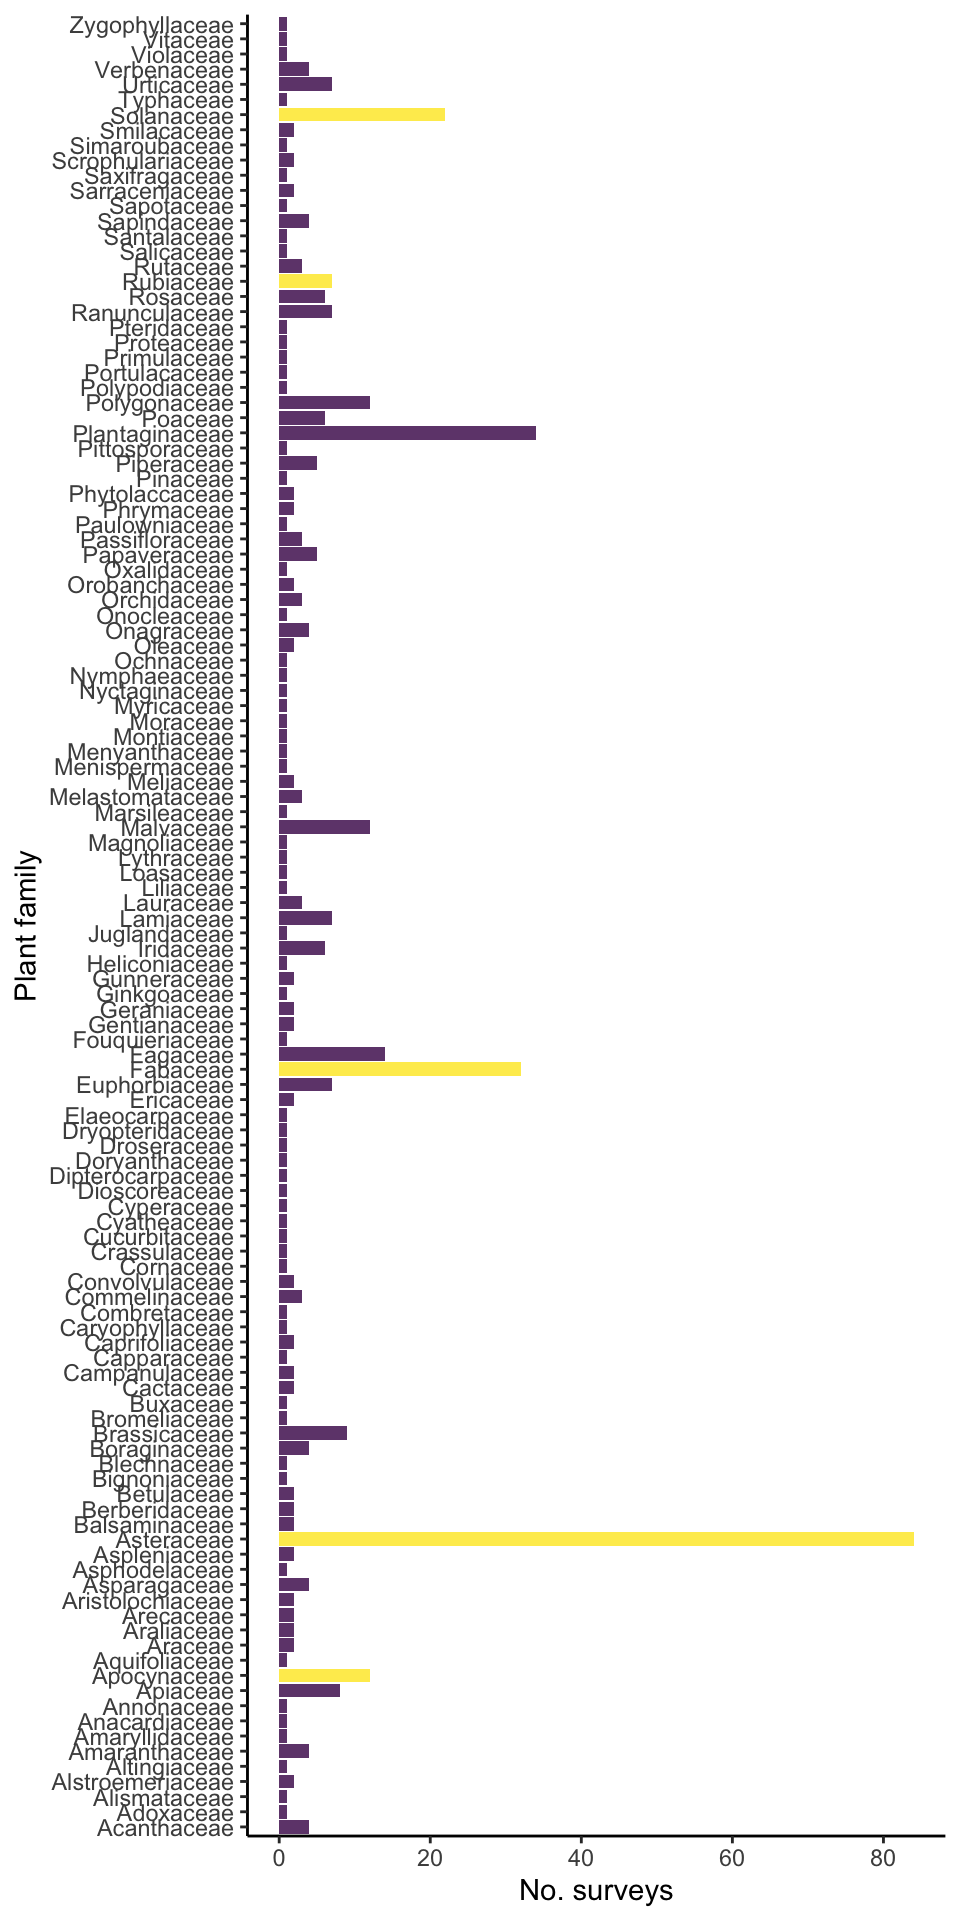 Zygophyllaceae
Vitaceae
Violaceae
Verbenaceae
Urticaceae
Typhaceae
Solanaceae
Smilacaceae
Simaroubaceae
Scrophulariaceae
Saxifragaceae
Sarraceniaceae
Sapotaceae
Sapindaceae
Santalaceae
Salicaceae
Rutaceae
Rubiaceae
Rosaceae
Ranunculaceae
Pteridaceae
Proteaceae
Primulaceae
Portulacaceae
Polypodiaceae
Polygonaceae
Poaceae
Plantaginaceae
Pittosporaceae
Piperaceae
Pinaceae
Phytolaccaceae
Phrymaceae
Paulowniaceae
Passifloraceae
Papaveraceae
Oxalidaceae
Orobanchaceae
Orchidaceae
Onocleaceae
Onagraceae
Oleaceae
Ochnaceae
Nymphaeaceae
Nyctaginaceae
Myricaceae
Moraceae
Montiaceae
Menyanthaceae
Menispermaceae
Meliaceae
Melastomataceae
Marsileaceae
Malvaceae
Magnoliaceae
Lythraceae
Loasaceae
Liliaceae
Lauraceae
Lamiaceae
Juglandaceae
Iridaceae
Heliconiaceae
Gunneraceae
Ginkgoaceae
Geraniaceae
Gentianaceae
Fouquieriaceae
Fagaceae
Fabaceae
Euphorbiaceae
Ericaceae
Elaeocarpaceae
Dryopteridaceae
Droseraceae
Doryanthaceae
Dipterocarpaceae
Dioscoreaceae
Cyperaceae
Cyatheaceae
Cucurbitaceae
Crassulaceae
Cornaceae
Convolvulaceae
Commelinaceae
Combretaceae
Caryophyllaceae
Caprifoliaceae
Capparaceae
Campanulaceae
Cactaceae
Buxaceae
Bromeliaceae
Brassicaceae
Boraginaceae
Blechnaceae
Bignoniaceae
Betulaceae
Berberidaceae
Balsaminaceae
Asteraceae
Aspleniaceae
Asphodelaceae
Asparagaceae
Aristolochiaceae
Arecaceae
Araliaceae
Araceae
Aquifoliaceae
Apocynaceae
Apiaceae
Annonaceae
Anacardiaceae
Amaryllidaceae
Amaranthaceae
Altingiaceae
Alstroemeriaceae
Alismataceae
Adoxaceae
Acanthaceae
Plant family
0 20 40 60 80
No. surveys